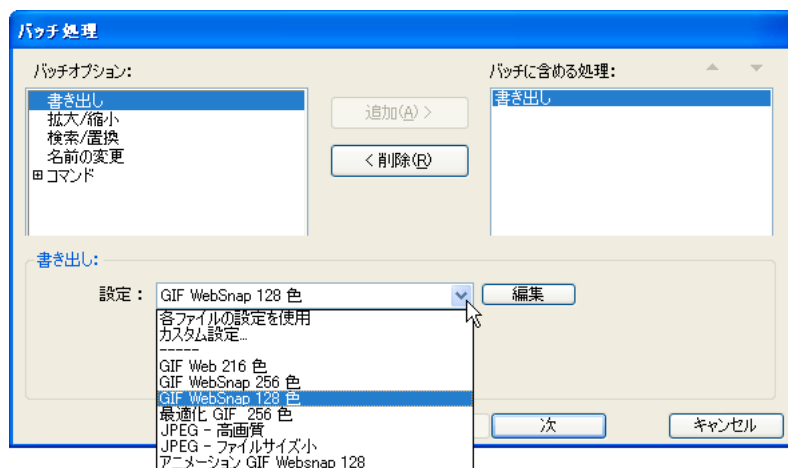 バッチ処理
バッチオプション:
バッチに含める処理:
書き出し
拡大/縮小
検索/置換
名前の変更
コマンド
追加(A) >
< 削除(R)
書き出し
書き出し:
設定: GIF WebSnap 128 色
編集
各ファイルの設定を使用
カスタム設定...
-----
GIF Web 216 色
GIF WebSnap 256 色
GIF WebSnap 128 色
最適化 GIF 256 色
JPEG - 高画質
JPEG - ファイルサイズ小
アニメーション GIF Websnap 128
次
キャンセル